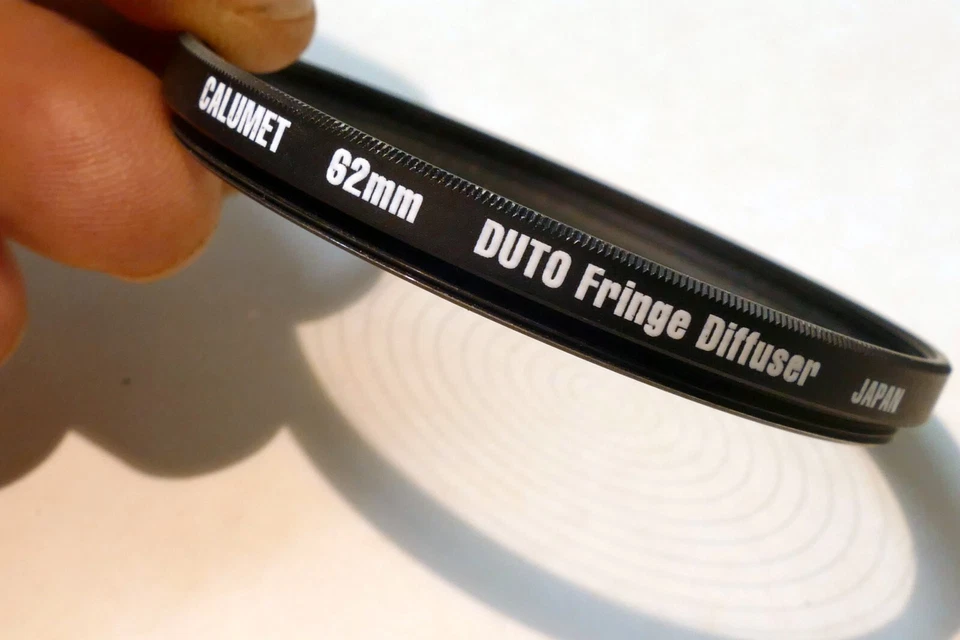 CALUMET 62mm DUTO Fringe Diffuser JAPAN